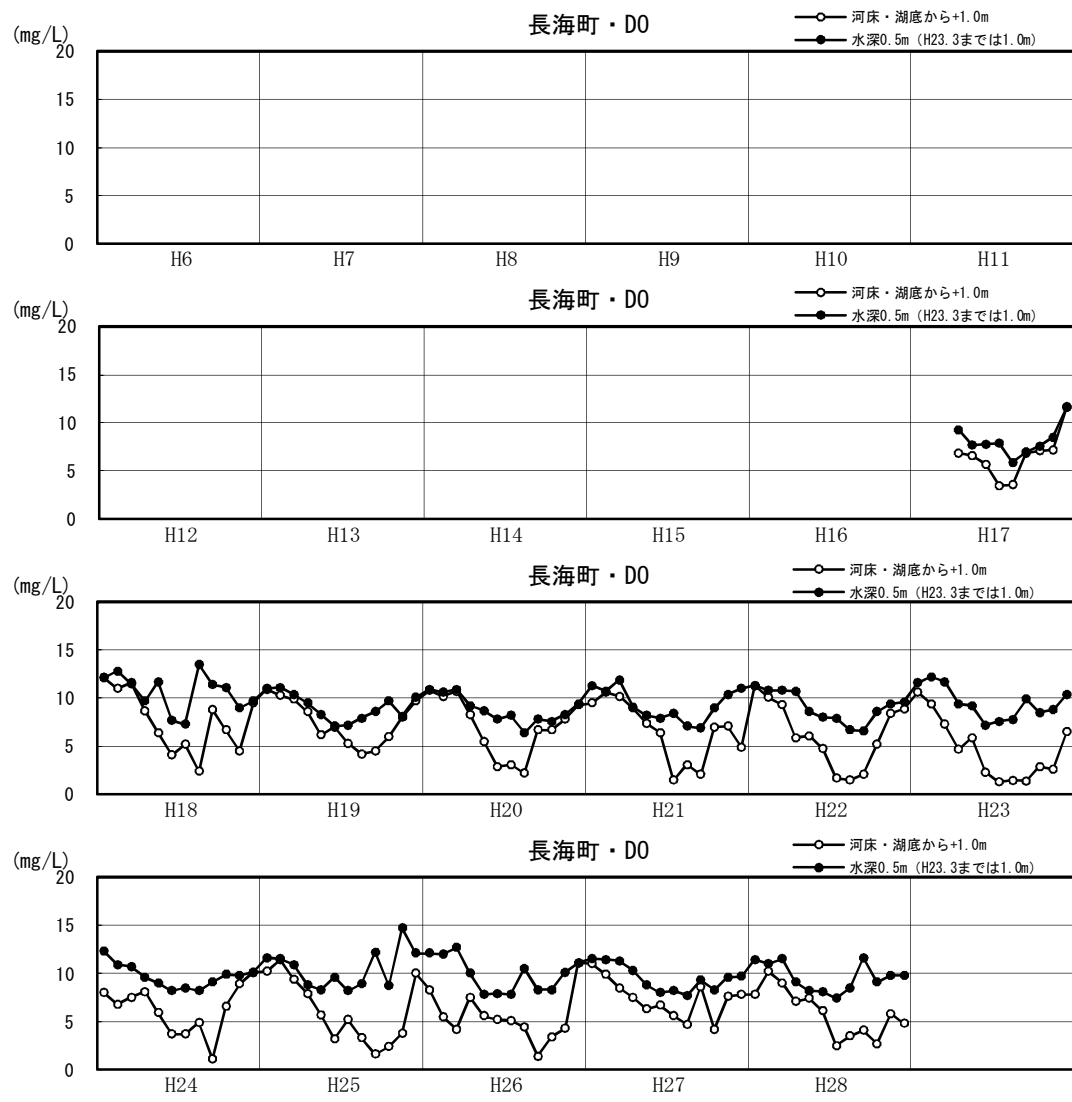 長海町・DO
河床・湖底から+1.0m
(mg/L)
水深0.5m (H23.3までは1.0m)
20
15
10
5
0
H6 H7 H8 H9 H10 H11
長海町・DO
河床・湖底から+1.0m
(mg/L)
水深0.5m (H23.3までは1.0m)
20
15
10
5
0
H12 H13 H14 H15 H16 H17
長海町・DO
河床・湖底から+1.0m
(mg/L)
水深0.5m (H23.3までは1.0m)
20
15
10
5
0
H18 H19 H20 H21 H22 H23
長海町・DO
河床・湖底から+1.0m
(mg/L)
水深0.5m (H23.3までは1.0m)
20
15
10
5
0
H24 H25 H26 H27 H28